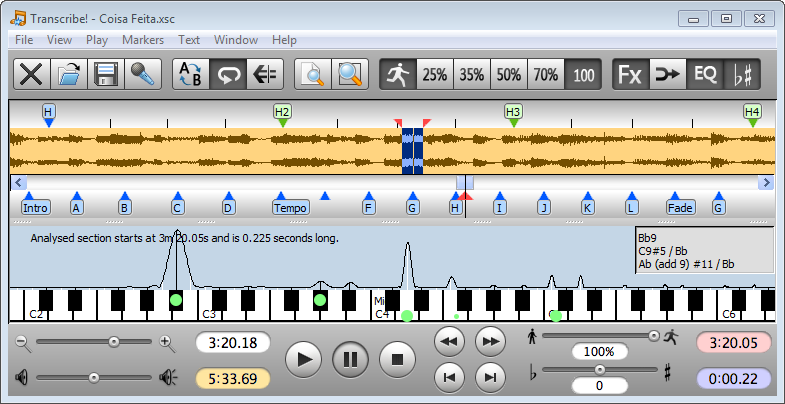 Transcribe! - Coisa Feita.xsc
File View Play Markers Text Window Help
A B 25% 35% 50% 70% 100 Fx EQ ♭♯
H H2 H3 H4
Intro A B C D Tempo F G H I J K L Fade G
Analysed section starts at 3m 20.05s and is 0.225 seconds long.
Bb9
C9#5 / Bb
Ab (add 9) #11 / Bb
Mi
C2 C3 C4 C6
3:20.18 100% 3:20.05
5:33.69 ♭ 0 ♯ 0:00.22